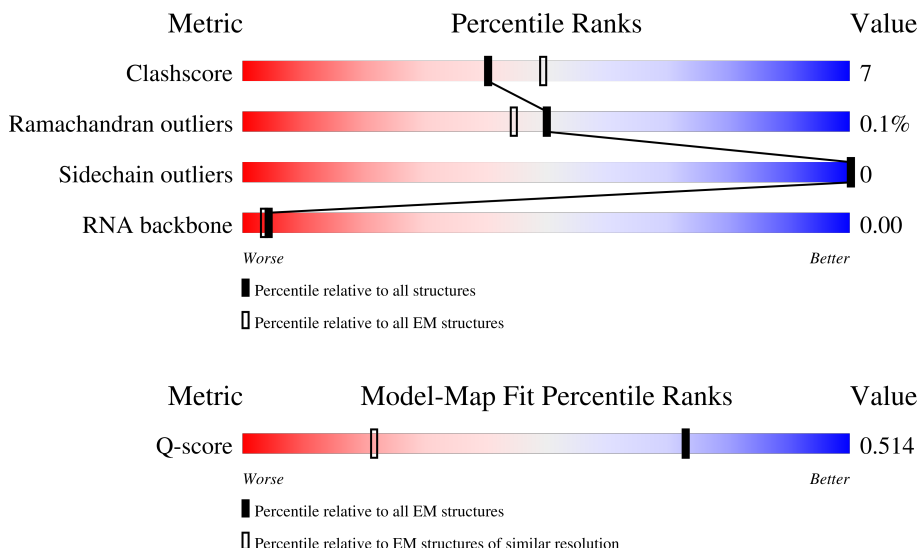 Metric Percentile Ranks Value
Clashscore 7
Ramachandran outliers 0.1%
Sidechain outliers 0
RNA backbone 0.00
Worse Better
Percentile relative to all structures
Percentile relative to all EM structures
Metric Model-Map Fit Percentile Ranks Value
Q-score 0.514
Worse Better
Percentile relative to all EM structures
Percentile relative to EM structures of similar resolution